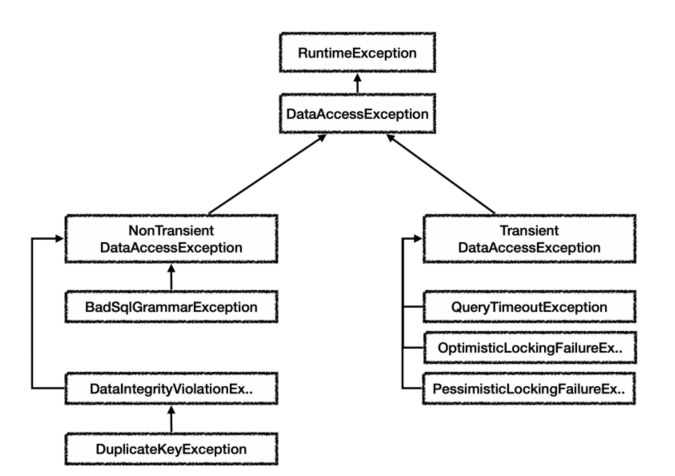 RuntimeException
DataAccessException
NonTransient
DataAccessException
Transient
DataAccessException
BadSqlGrammarException
QueryTimeoutException
OptimisticLockingFailureEx..
DataIntegrityViolationEx..
PessimisticLockingFailureEx..
DuplicateKeyException